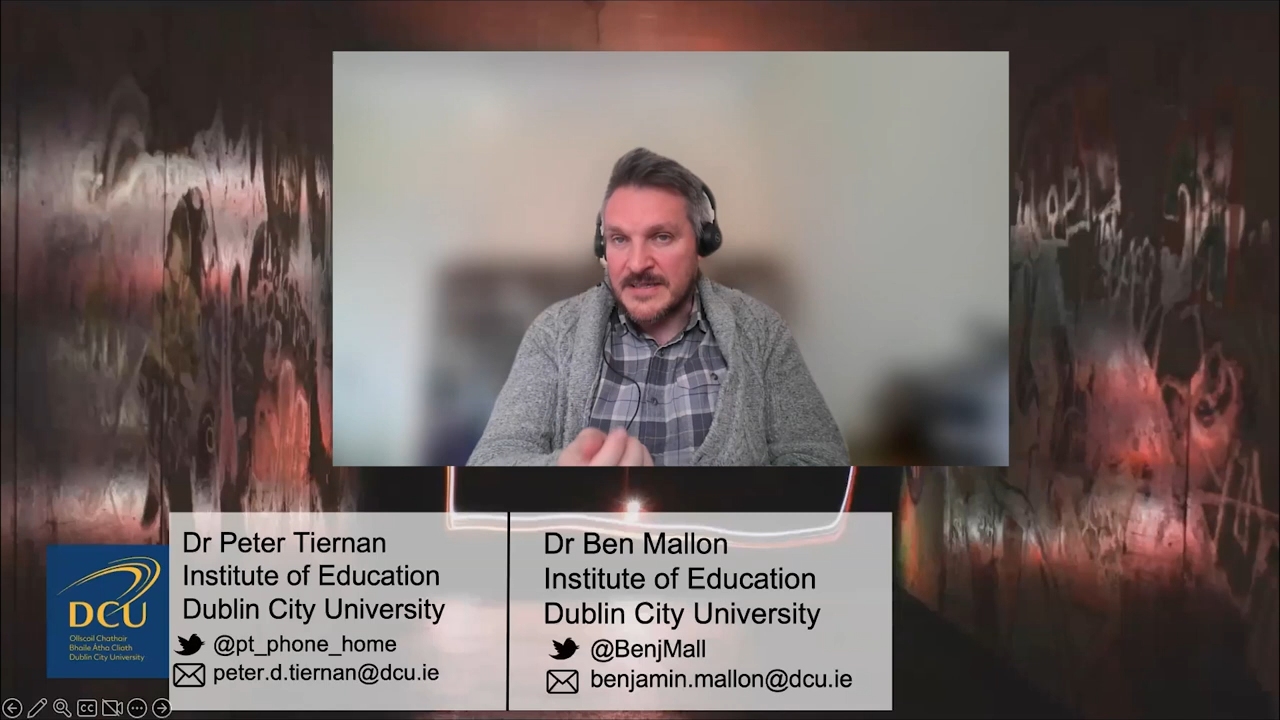 Dr Peter Tiernan
Institute of Education
Dublin City University
@pt_phone_home
peter.d.tiernan@dcu.ie
Dr Ben Mallon
Institute of Education
Dublin City University
@BenjMall
benjamin.mallon@dcu.ie
DCU
Ollscoil Chathair
Bhaile Átha Cliath
Dublin City University
CC